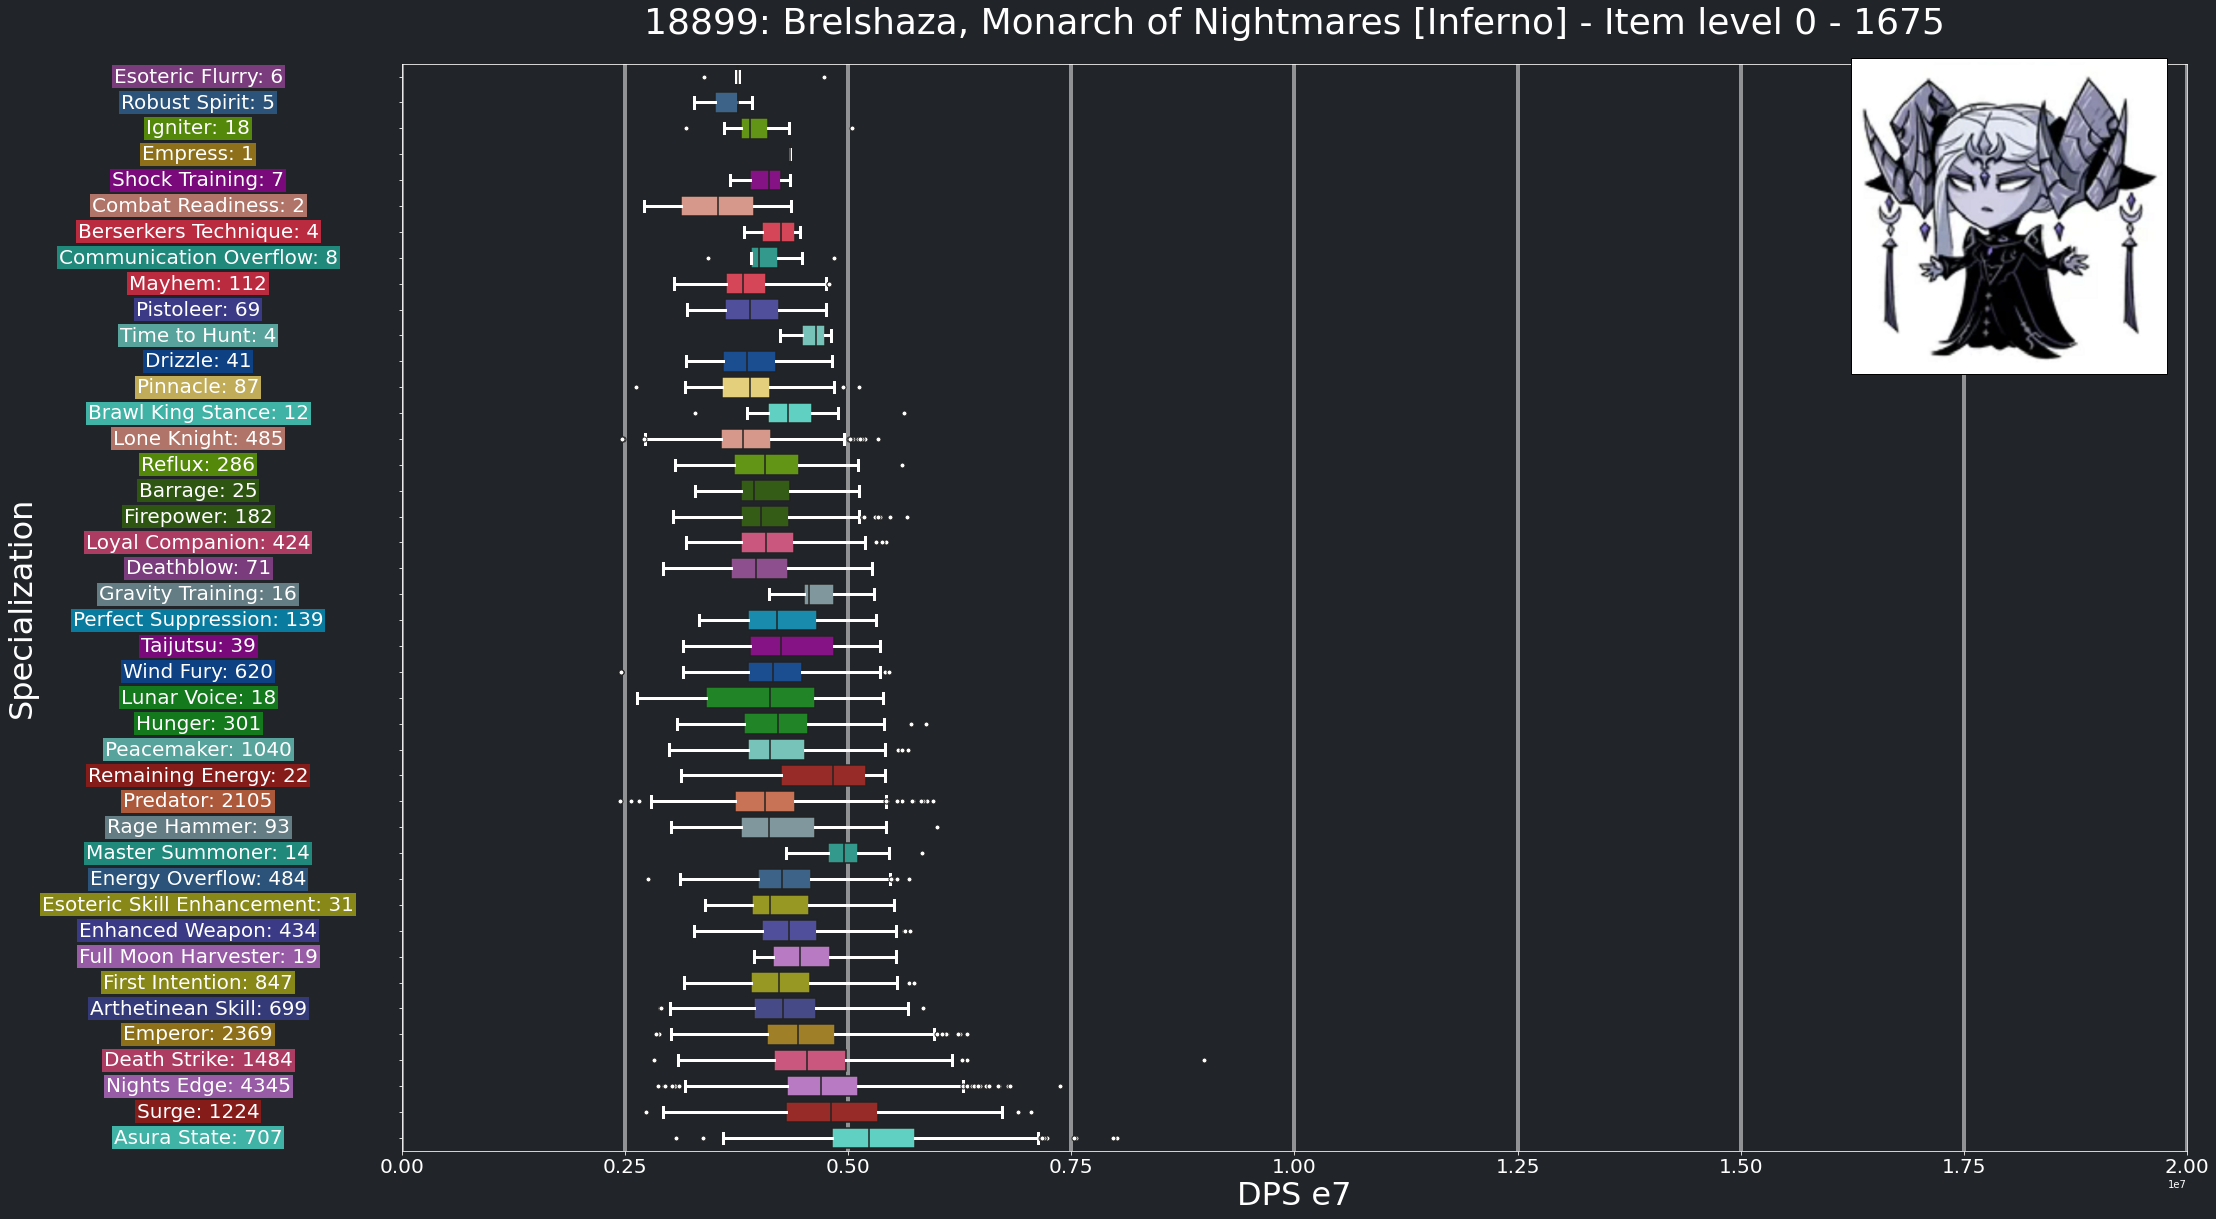 18899: Brelshaza, Monarch of Nightmares [Inferno] - Item level 0 - 1675
Specialization
Esoteric Flurry: 6
Robust Spirit: 5
Igniter: 18
Empress: 1
Shock Training: 7
Combat Readiness: 2
Berserkers Technique: 4
Communication Overflow: 8
Mayhem: 112
Pistoleer: 69
Time to Hunt: 4
Drizzle: 41
Pinnacle: 87
Brawl King Stance: 12
Lone Knight: 485
Reflux: 286
Barrage: 25
Firepower: 182
Loyal Companion: 424
Deathblow: 71
Gravity Training: 16
Perfect Suppression: 139
Taijutsu: 39
Wind Fury: 620
Lunar Voice: 18
Hunger: 301
Peacemaker: 1040
Remaining Energy: 22
Predator: 2105
Rage Hammer: 93
Master Summoner: 14
Energy Overflow: 484
Esoteric Skill Enhancement: 31
Enhanced Weapon: 434
Full Moon Harvester: 19
First Intention: 847
Arthetinean Skill: 699
Emperor: 2369
Death Strike: 1484
Nights Edge: 4345
Surge: 1224
Asura State: 707
0.00 0.25 0.50 0.75 1.00 1.25 1.50 1.75 2.00
1e7
DPS e7